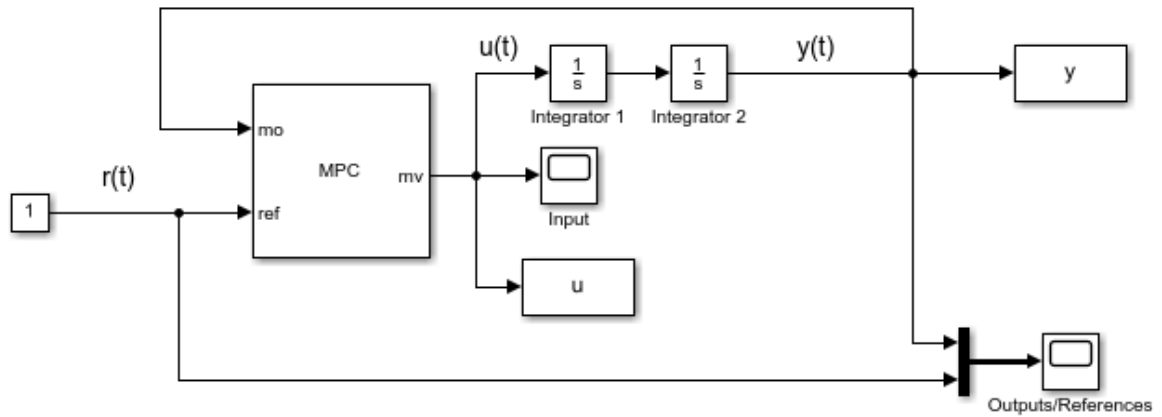 u(t)
1
s
Integrator 1
1
s
Integrator 2
y(t)
y
mo
MPC
mv
r(t)
1
ref
Input
u
Outputs/References